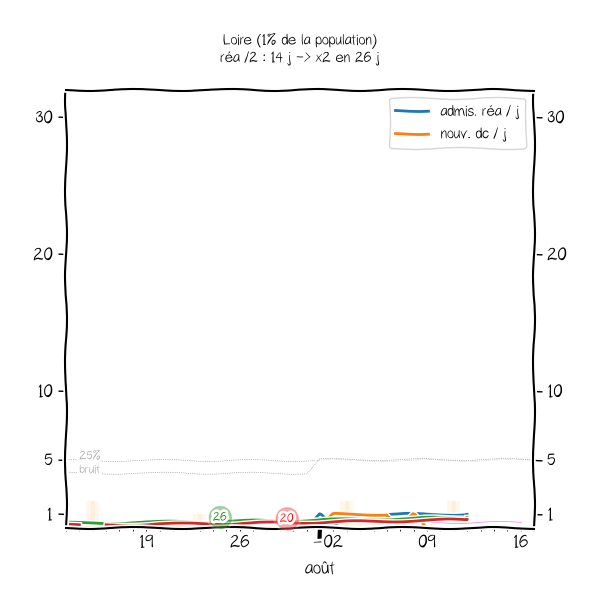 Loire (1% de la population)
réa /2 : 14 j -> x2 en 26 j
admis. réa / j
nouv. dc / j
30 30
20 20
10 10
5 5
25%
bruit
1 1
26 20
19 26 02 09 16
août